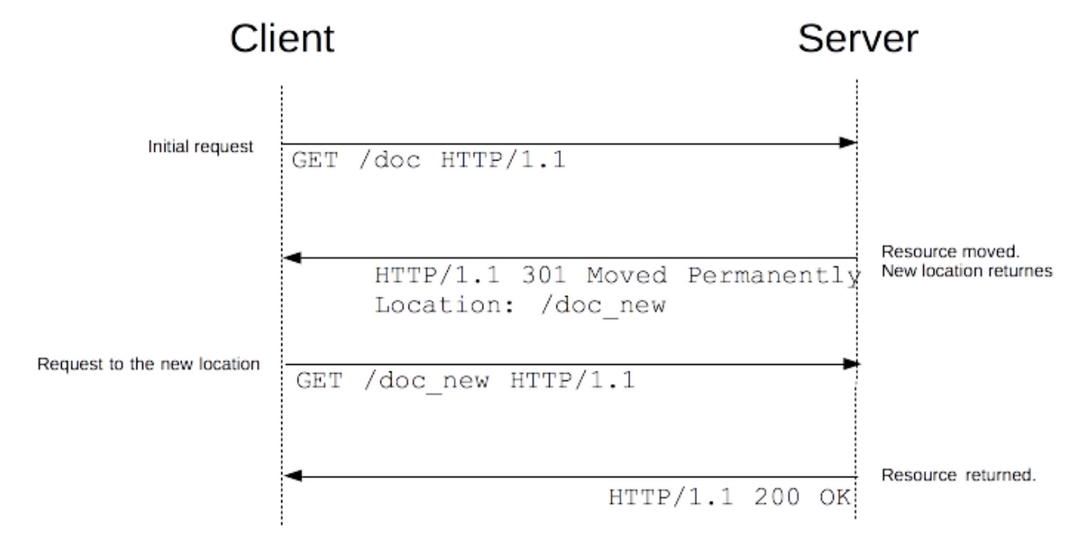 Client
Server
Initial request
GET /doc HTTP/1.1
Resource moved.
New location returnes
HTTP/1.1 301 Moved Permanently
Location: /doc_new
Request to the new location
GET /doc_new HTTP/1.1
Resource returned.
HTTP/1.1 200 OK